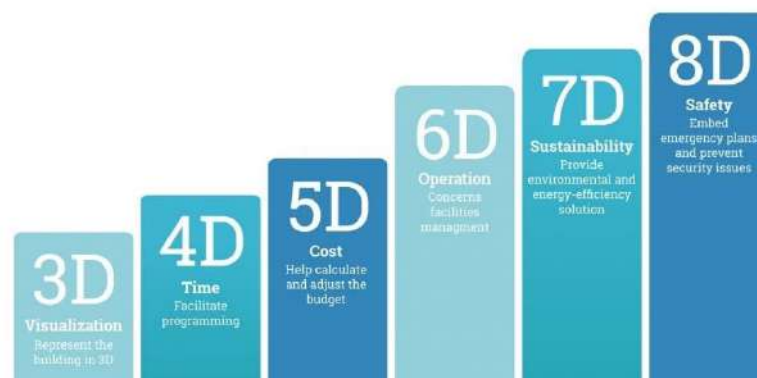 3D
Visualization
Represent the
building in 3D
4D
Time
Facilitate
programming
5D
Cost
Help calculate
and adjust the
budget
6D
Operation
Concerns
facilities
managment
7D
Sustainability
Provide
environmental and
energy-efficiency
solution
8D
Safety
Embed
emergency plans
and prevent
security issues